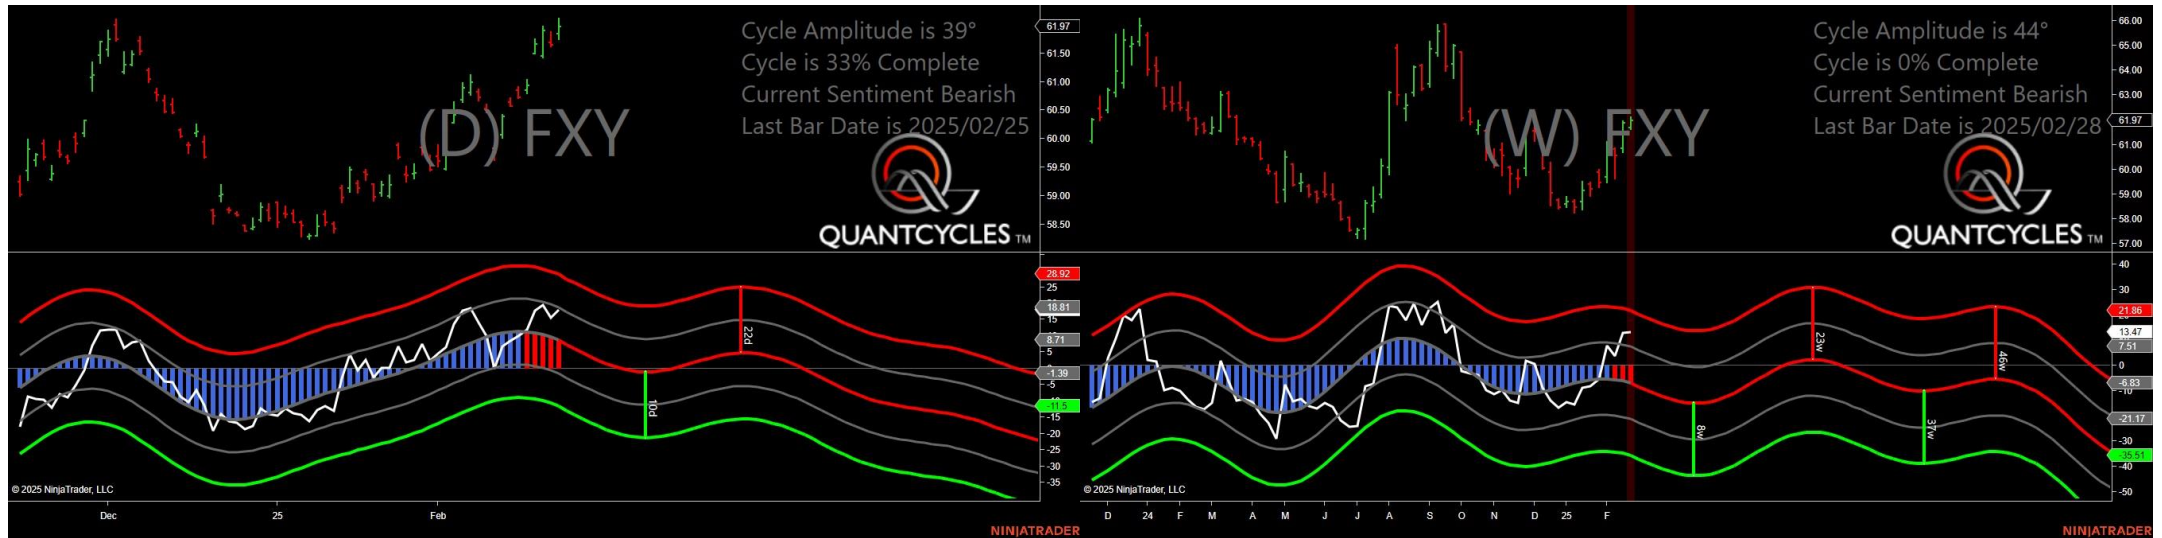 Cycle Amplitude is 39°
Cycle is 33% Complete
Current Sentiment Bearish
Last Bar Date is 2025/02/25
(D) FXY
QUANTCYCLES TM
61.97
61.50
61.00
60.50
60.00
59.50
59.00
58.50
28.92
25
18.81
15
8.71
5
-1.39
-5
-11.5
-15
-20
-25
-30
-35
22d
10d
© 2025 NinjaTrader, LLC
Dec
25
Feb
NINJATRADER
Cycle Amplitude is 44°
Cycle is 0% Complete
Current Sentiment Bearish
Last Bar Date is 2025/02/28
(W) FXY
QUANTCYCLES TM
66.00
65.00
64.00
63.00
61.97
61.00
60.00
59.00
58.00
57.00
40
30
21.86
13.47
7.51
0
-6.83
-10
-21.17
-30
-35.51
-40
-50
23w
46w
8w
37w
© 2025 NinjaTrader, LLC
D
24
F
M
A
M
J
J
A
S
O
N
D
25
F
NINJATRADER